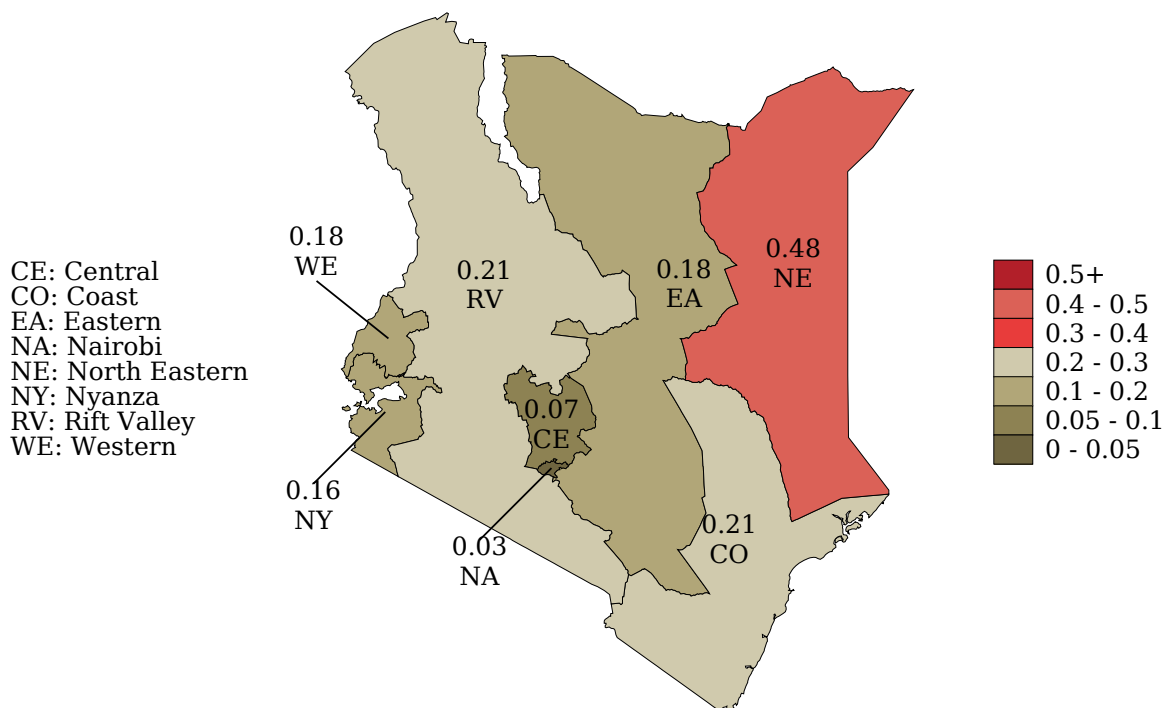 0.18
WE
0.21
RV
0.18
EA
0.48
NE
CE: Central
CO: Coast
EA: Eastern
NA: Nairobi
NE: North Eastern
NY: Nyanza
RV: Rift Valley
WE: Western
0.07
CE
0.16
NY
0.03
NA
0.21
CO
0.5+
0.4 - 0.5
0.3 - 0.4
0.2 - 0.3
0.1 - 0.2
0.05 - 0.1
0 - 0.05